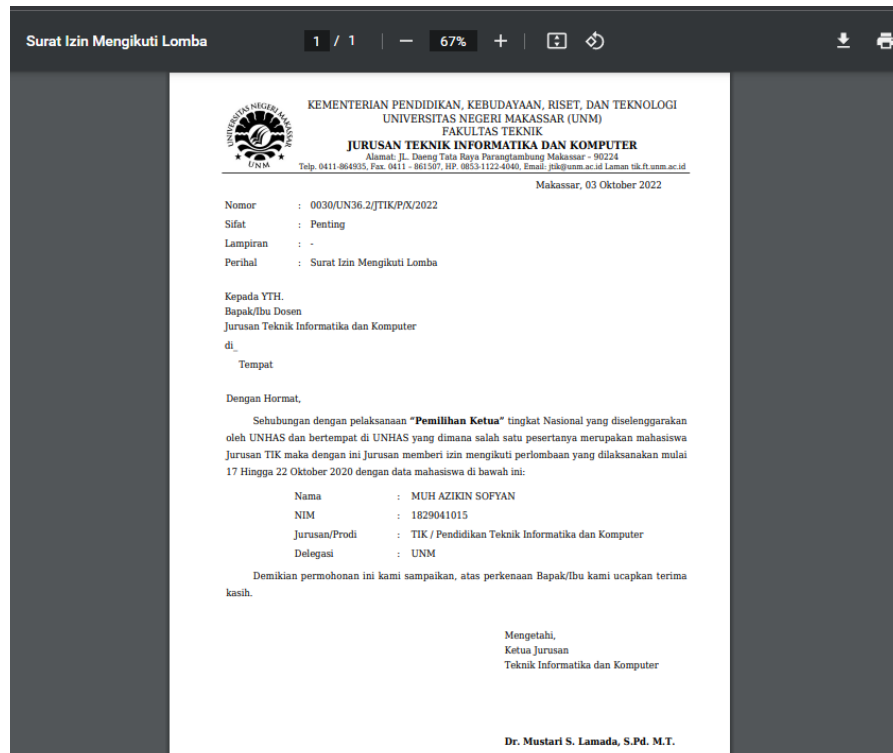 Surat Izin Mengikuti Lomba 1 / 1 67%
UNIVERSITAS NEGERI MAKASSAR
UNM
KEMENTERIAN PENDIDIKAN, KEBUDAYAAN, RISET, DAN TEKNOLOGI
UNIVERSITAS NEGERI MAKASSAR (UNM)
FAKULTAS TEKNIK
JURUSAN TEKNIK INFORMATIKA DAN KOMPUTER
Alamat: JL. Daeng Tata Raya Parangtambung Makassar - 90224
Telp. 0411-864935, Fax. 0411 - 861507, HP. 0853-1122-4040, Email: jtik@unm.ac.id Laman tik.ft.unm.ac.id
Makassar, 03 Oktober 2022
Nomor : 0030/UN36.2/JTIK/P/X/2022
Sifat : Penting
Lampiran : -
Perihal : Surat Izin Mengikuti Lomba
Kepada YTH.
Bapak/Ibu Dosen
Jurusan Teknik Informatika dan Komputer
di_
Tempat
Dengan Hormat,
Sehubungan dengan pelaksanaan “Pemilihan Ketua” tingkat Nasional yang diselenggarakan
oleh UNHAS dan bertempat di UNHAS yang dimana salah satu pesertanya merupakan mahasiswa
Jurusan TIK maka dengan ini Jurusan memberi izin mengikuti perlombaan yang dilaksanakan mulai
17 Hingga 22 Oktober 2020 dengan data mahasiswa di bawah ini:
Nama : MUH AZIKIN SOFYAN
NIM : 1829041015
Jurusan/Prodi : TIK / Pendidikan Teknik Informatika dan Komputer
Delegasi : UNM
Demikian permohonan ini kami sampaikan, atas perkenaan Bapak/Ibu kami ucapkan terima
kasih.
Mengetahi,
Ketua Jurusan
Teknik Informatika dan Komputer
Dr. Mustari S. Lamada, S.Pd. M.T.